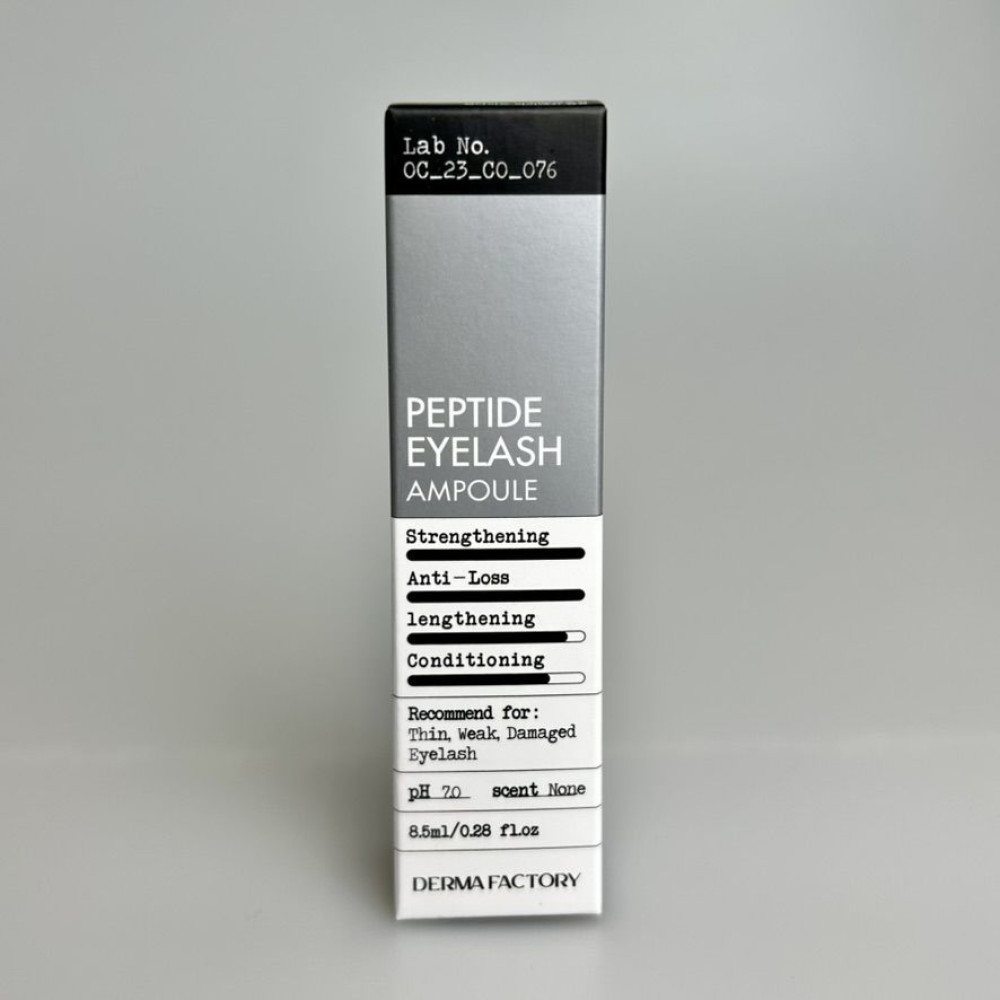 Lab No.
OC_23_CO_076
PEPTIDE
EYELASH
AMPOULE
Strengthening
Anti-Loss
lengthening
Conditioning
Recommend for:
Thin, Weak, Damaged
Eyelash
pH 7.0 scent None
8.5ml/0.28 fl.oz
DERMA FACTORY